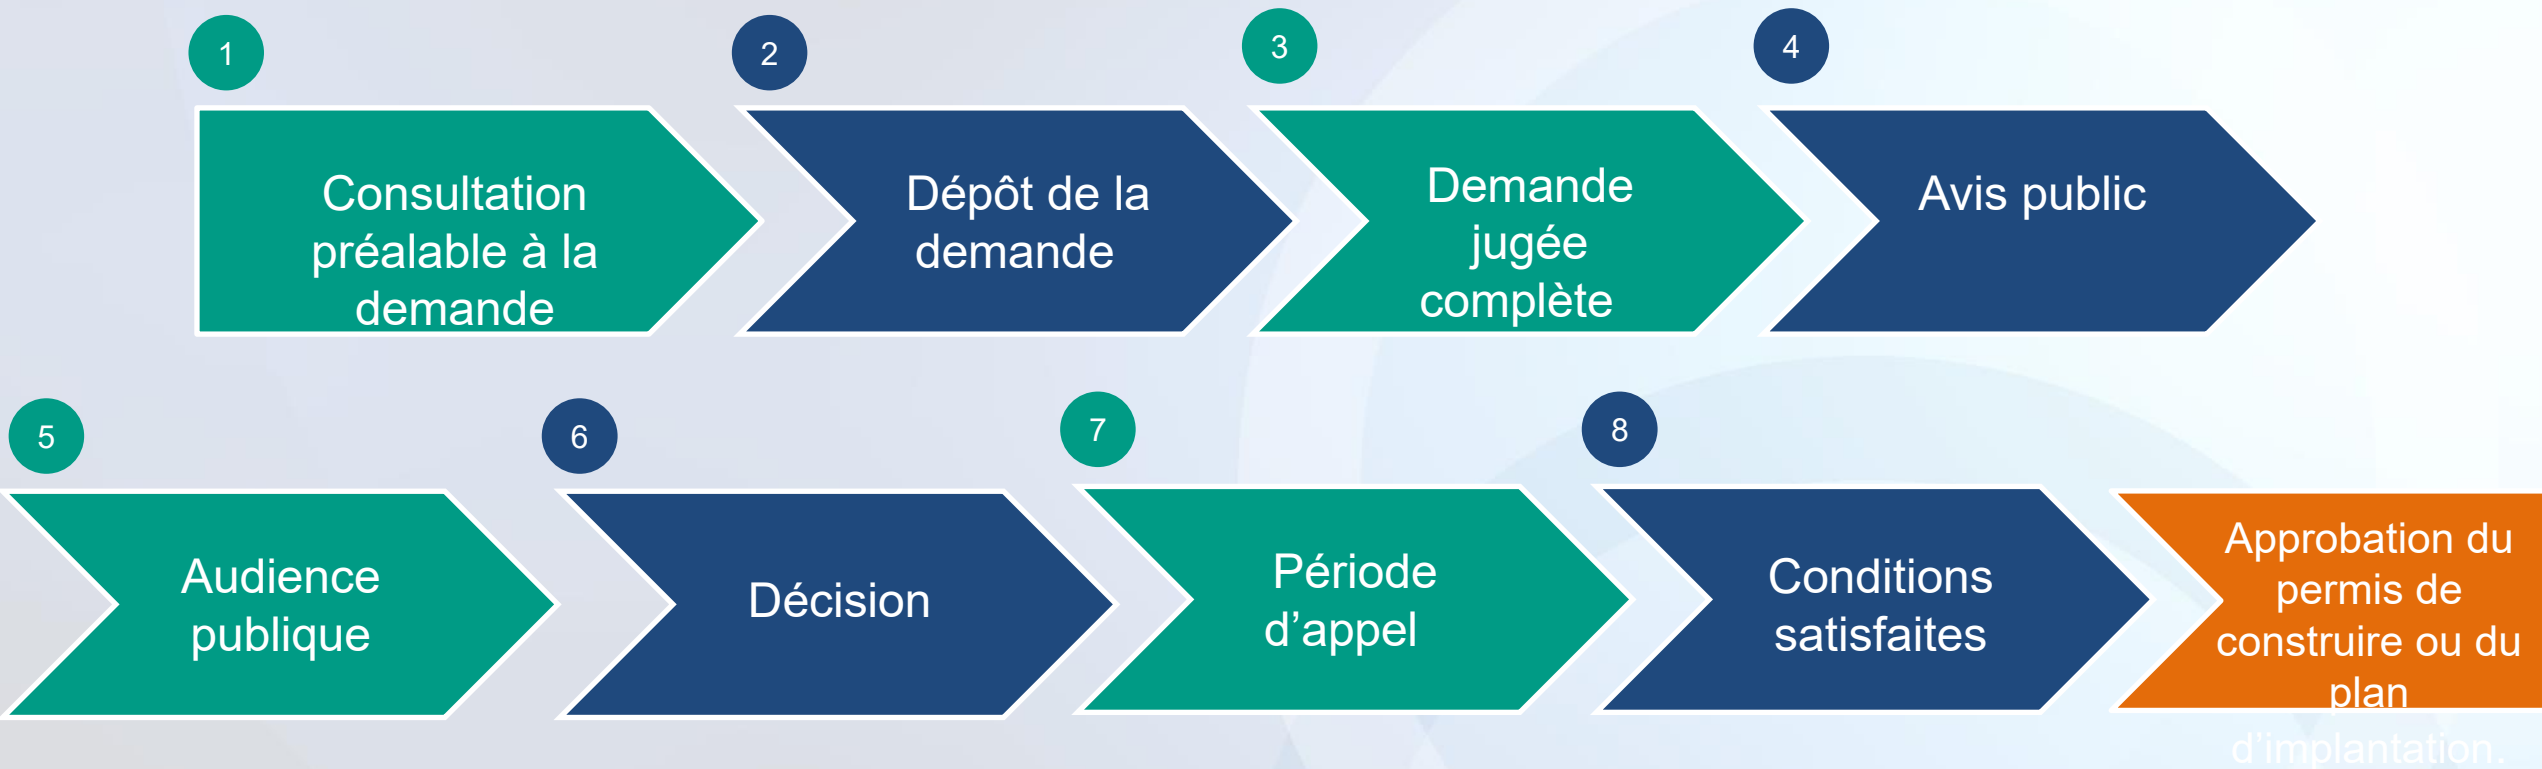 1
Consultation
préalable à la
demande
2
Dépôt de la
demande
3
Demande
jugée
complète
4
Avis public
5
Audience
publique
6
Décision
7
Période
d’appel
8
Conditions
satisfaites
Approbation du
permis de
construire ou du
plan
d’implantation.